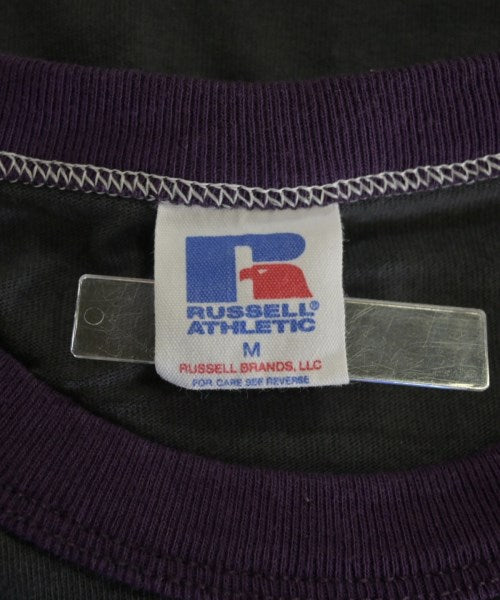 R
RUSSELL®
ATHLETIC
M
RUSSELL BRANDS, LLC
FOR CARE SEE REVERSE